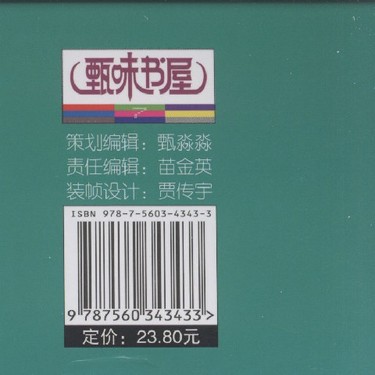 甄味书屋
策划编辑：甄淼淼
责任编辑：苗金英
装帧设计：贾传宇
ISBN 978-7-5603-4343-3
9 787560 343433>
定价：23.80元